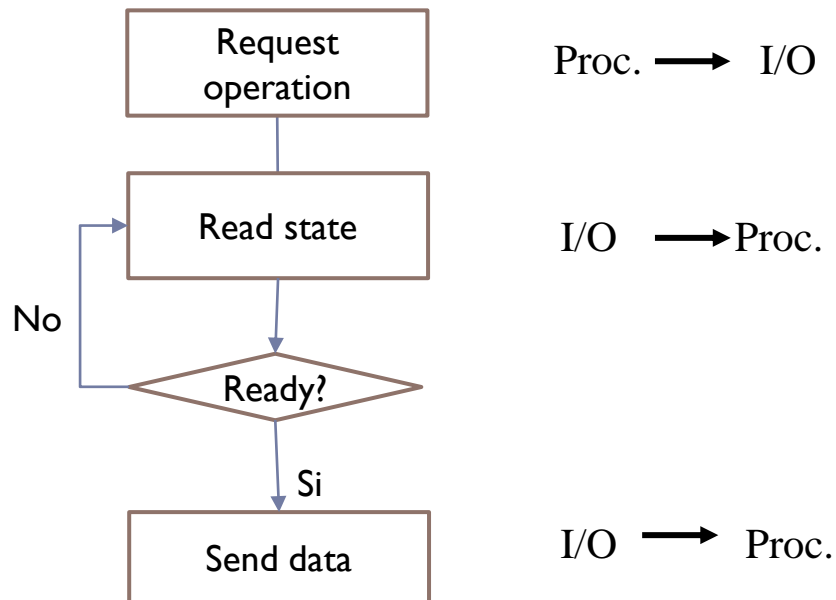 Request
operation
Proc. I/O
Read state
I/O Proc.
No
Ready?
Si
Send data
I/O Proc.